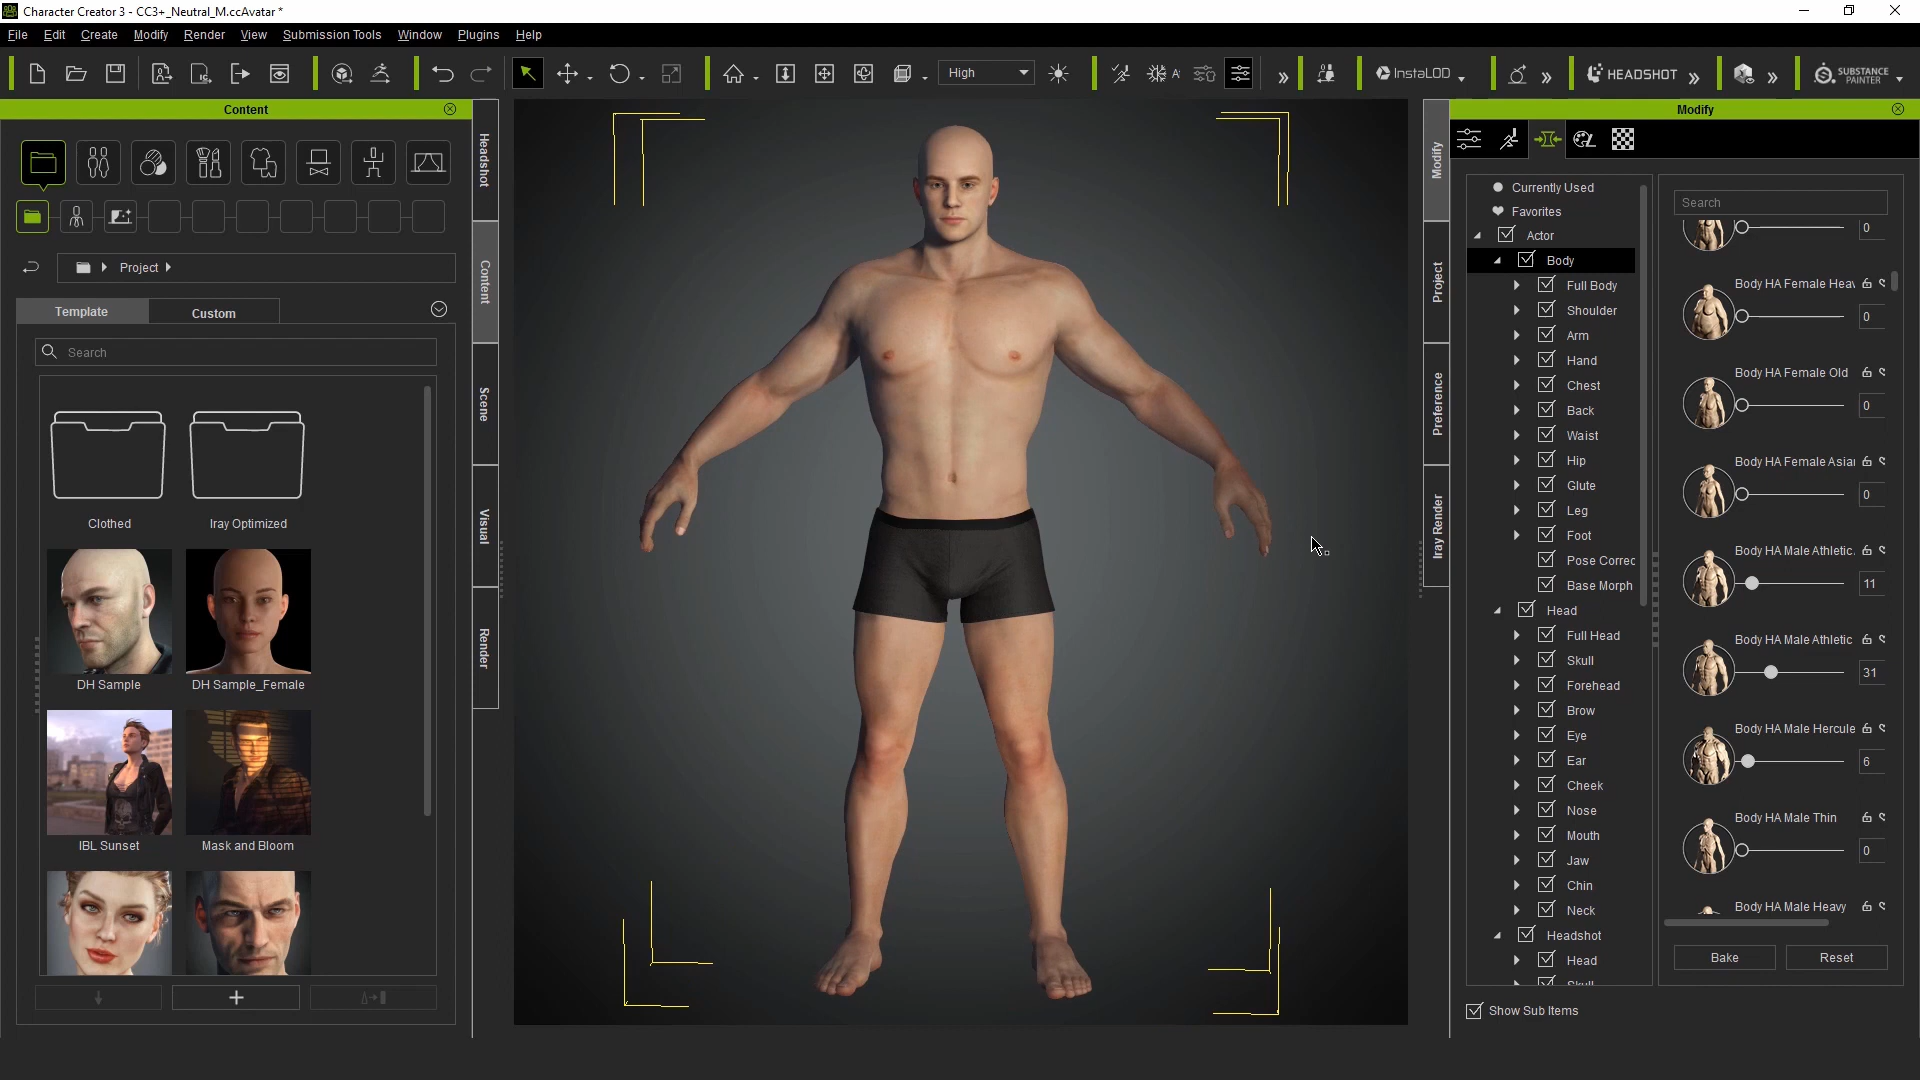 Character Creator 3 - CC3+_Neutral_M.ccAvatar *
File Edit Create Modify Render View Submission Tools Window Plugins Help
High
A
InstaLOD
HEADSHOT
SUBSTANCE PAINTER
Content
Project
Template
Custom
Search
Clothed
Iray Optimized
DH Sample
DH Sample_Female
IBL Sunset
Mask and Bloom
Headshot
Content
Scene
Visual
Render
Modify
Project
Preference
Iray Render
Modify
Currently Used
Favorites
Actor
Body
Full Body
Shoulder
Arm
Hand
Chest
Back
Waist
Hip
Glute
Leg
Foot
Pose Correc
Base Morph
Head
Full Head
Skull
Forehead
Brow
Eye
Ear
Cheek
Nose
Mouth
Jaw
Chin
Neck
Headshot
Head
Skull
Show Sub Items
Search
0
Body HA Female Heav
0
Body HA Female Old
0
Body HA Female Asian
0
Body HA Male Athletic.
11
Body HA Male Athletic
31
Body HA Male Hercule
6
Body HA Male Thin
0
Body HA Male Heavy
Bake
Reset